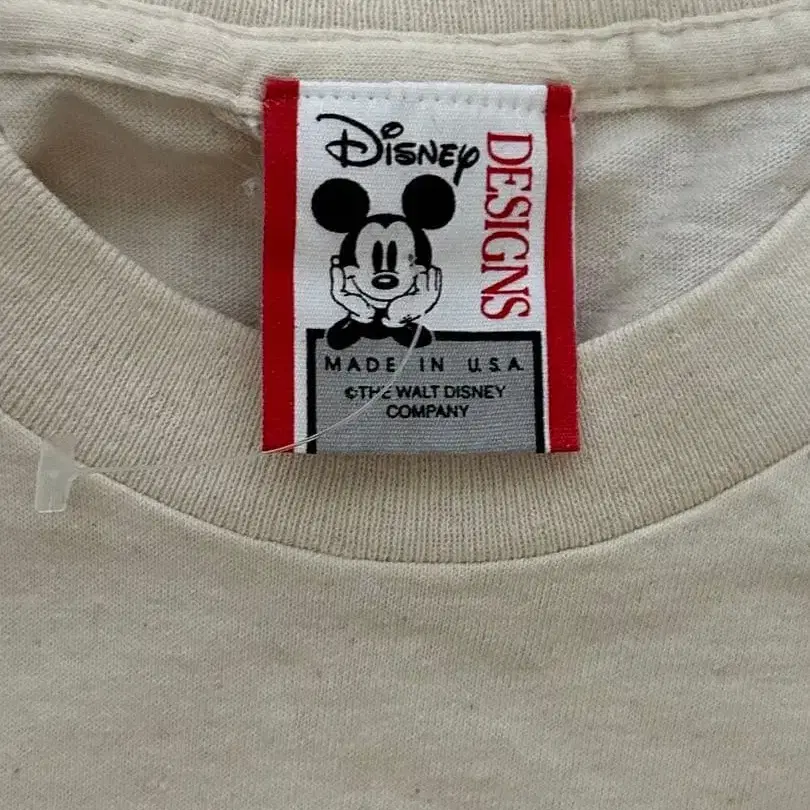 Disney
DESIGNS
MADE IN U.S.A.
©THE WALT DISNEY
COMPANY